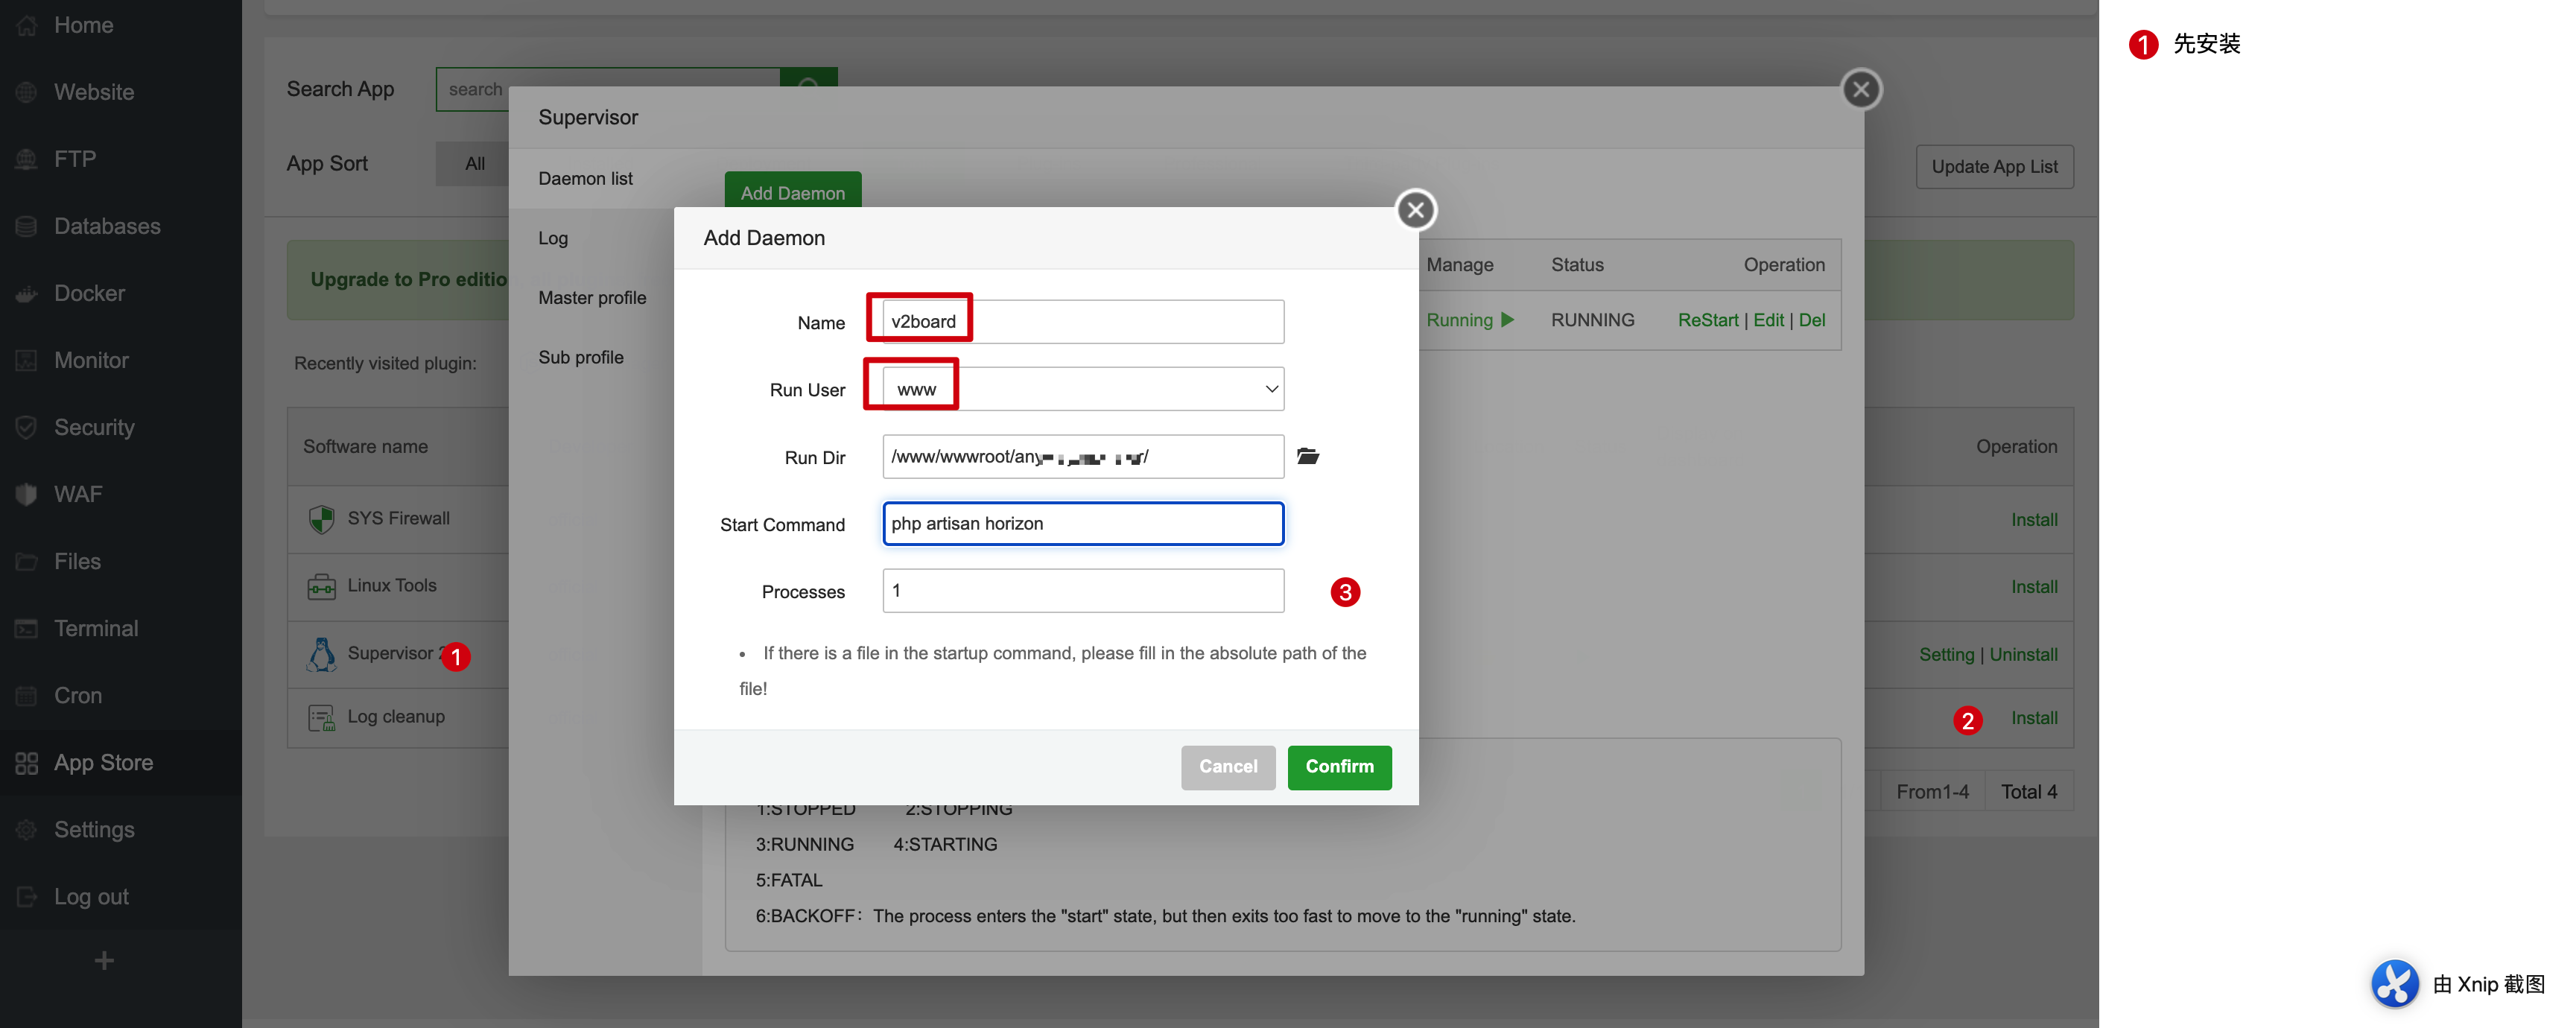 Home
Website
FTP
Databases
Docker
Monitor
Security
WAF
Files
Terminal
Cron
App Store
Settings
Log out
Search App
search
App Sort
All
Update App List
Upgrade to Pro editio
Recently visited plugin:
Software name
Operation
SYS Firewall
Install
Linux Tools
Install
Supervisor
1
Setting | Uninstall
Log cleanup
2
Install
From1-4
Total 4
Supervisor
Daemon list
Log
Master profile
Sub profile
Add Daemon
Manage
Status
Operation
Running
RUNNING
ReStart | Edit | Del
Add Daemon
Name
v2board
Run User
www
Run Dir
/www/wwwroot/any
Start Command
php artisan horizon
Processes
1
3
• If there is a file in the startup command, please fill in the absolute path of the
file!
Cancel
Confirm
1:STOPPED 2:STOPPING
3:RUNNING 4:STARTING
5:FATAL
6:BACKOFF：The process enters the "start" state, but then exits too fast to move to the "running" state.
1 先安装
由 Xnip 截图